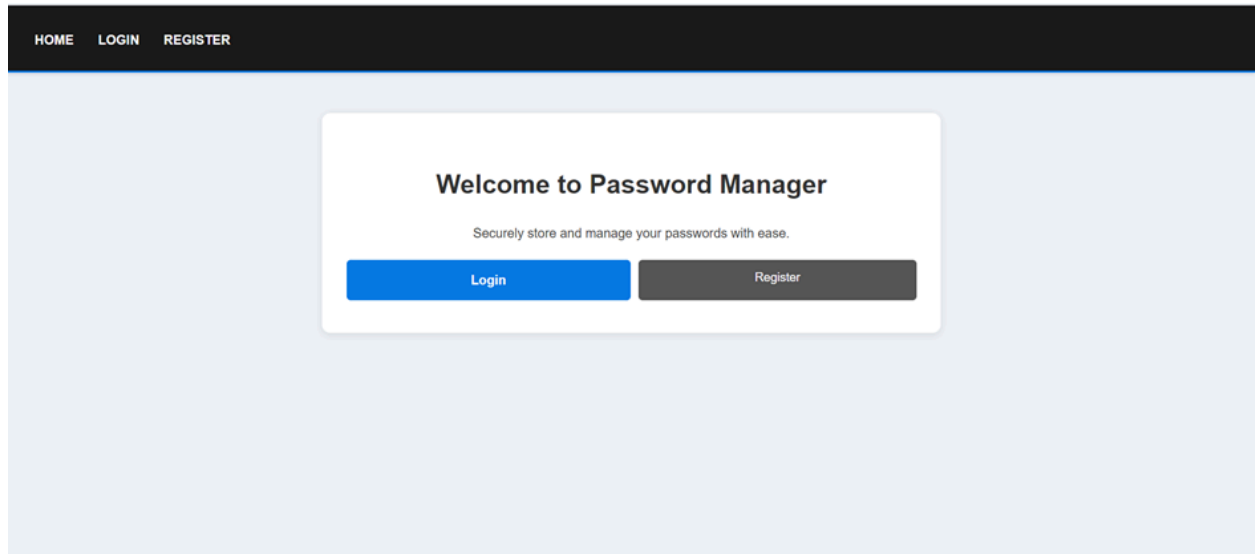 HOME LOGIN REGISTER
Welcome to Password Manager
Securely store and manage your passwords with ease.
Login Register